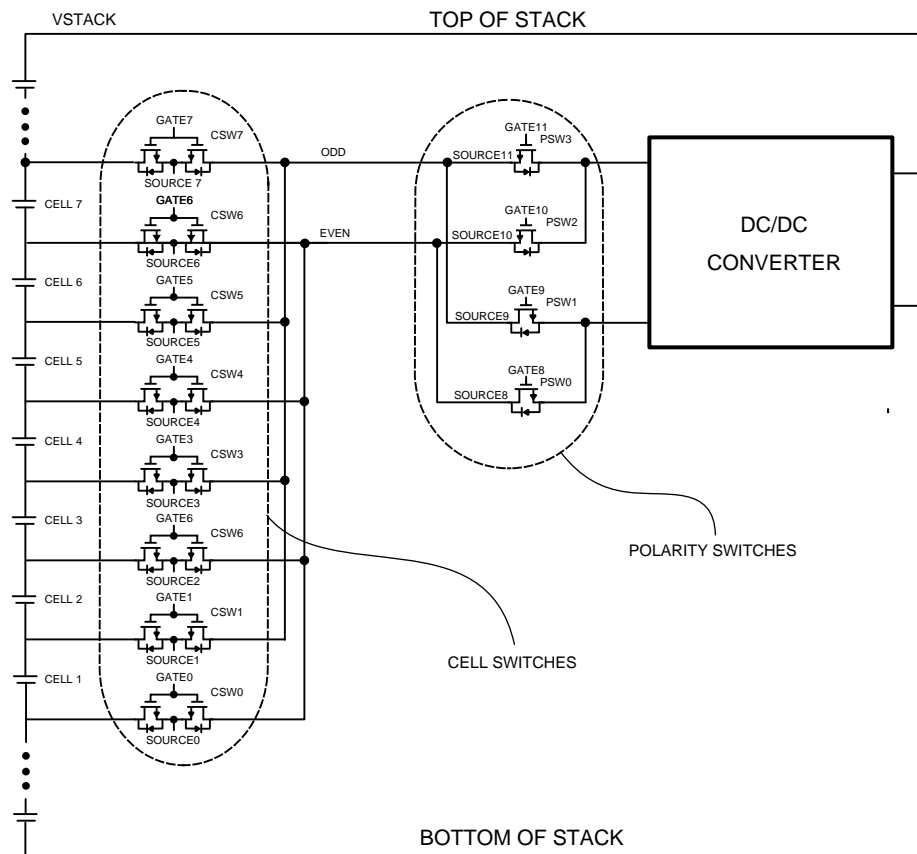 VSTACK
TOP OF STACK
GATE7
CSW7
SOURCE 7
ODD
GATE11
PSW3
SOURCE11
CELL 7
GATE6
CSW6
SOURCE6
EVEN
GATE10
PSW2
SOURCE10
DC/DC
CONVERTER
CELL 6
GATE5
CSW5
SOURCE5
GATE9
PSW1
SOURCE9
CELL 5
GATE4
CSW4
SOURCE4
GATE8
PSW0
SOURCE8
CELL 4
GATE3
CSW3
SOURCE3
CELL 3
GATE6
CSW6
SOURCE2
POLARITY SWITCHES
CELL 2
GATE1
CSW1
SOURCE1
CELL SWITCHES
CELL 1
GATE0
CSW0
SOURCE0
BOTTOM OF STACK